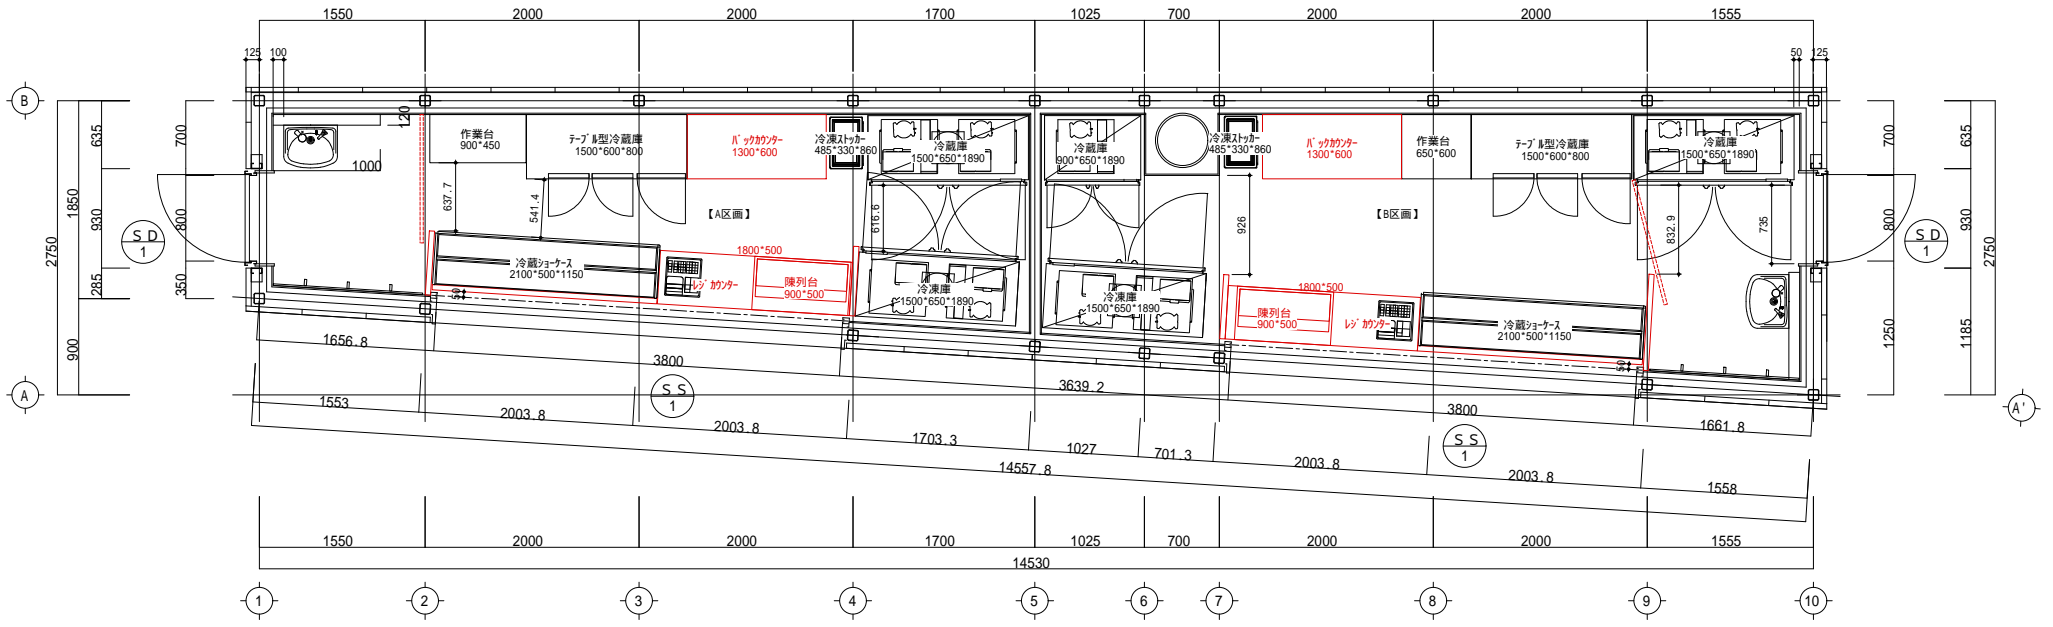 1550 2000 2000 1700 1025 700 2000 2000 1555
125 100 50 125
B
635 700 120 700 635
作業台
900*450
テーブル型冷蔵庫
1500*600*800
バックカウンター
1300*600
冷凍ストッカー
485*330*860
冷蔵庫
1500*650*1890
冷蔵庫
900*650*1890
冷凍ストッカー
485*330*860
バックカウンター
1300*600
作業台
650*600
テーブル型冷蔵庫
1500*600*800
冷蔵庫
1500*650*1890
1000
2750 1850 930 800
SD
1
637.7 541.4
【A区画】
616.6
926
【B区画】
832.9 735
800 930 2750
SD
1
285 350
冷蔵ショーケース
2100*500*1150
50
1800*500
レジカウンター
陳列台
900*500
冷凍庫
1500*650*1890
冷凍庫
1500*650*1890
1800*500
陳列台
900*500
レジカウンター
冷蔵ショーケース
2100*500*1150
50
900
1250 1185
1656.8 3800 3639.2 3800 1661.8
A
SS
1
A'
1553 2003.8 2003.8 1703.3 1027 701.3 2003.8 2003.8 1558
SS
1
14557.8
1550 2000 2000 1700 1025 700 2000 2000 1555
14530
1 2 3 4 5 6 7 8 9 10